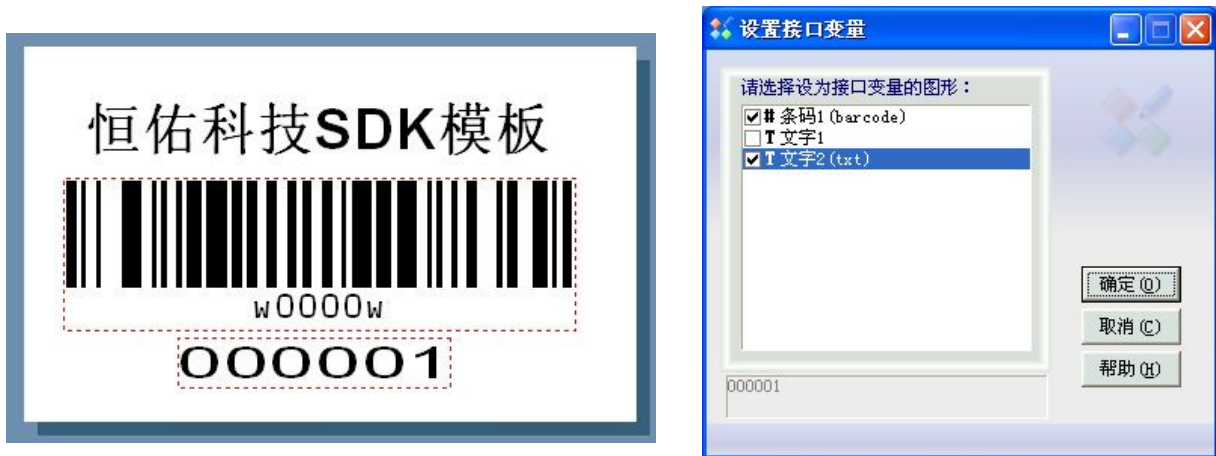 恒佑科技SDK模板
w0000w
000001
设置接口变量
请选择设为接口变量的图形：
# 条码1(barcode)
T 文字1
T 文字2(txt)
确定(O)
取消(C)
帮助(H)
000001